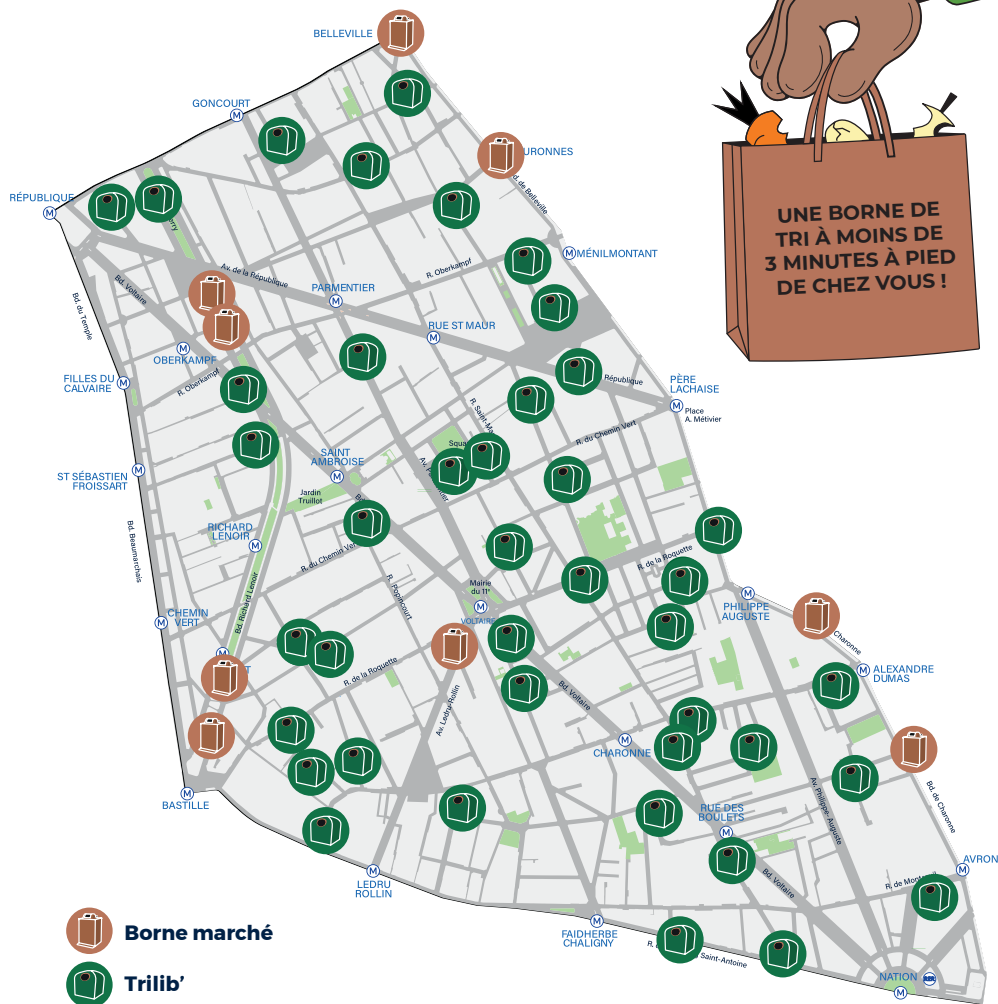 BELLEVILLE
GONCOURT
URONNES
RÉPUBLIQUE
M
M
Bd. de Belleville
UNE BORNE DE
TRI À MOINS DE
3 MINUTES À PIED
DE CHEZ VOUS !
M MÉNILMONTANT
R. Oberkampf
Av. de la République
Bd. Voltaire
PARMENTIER
M
Bd. du Temple
RUE ST MAUR
M
M
OBERKAMPF
R. Oberkampf
FILLES DU
CALVAIRE
M
République
PÈRE
LACHAISE
M
Place
A. Métivier
R. du Chemin Vert
SAINT
AMBROISE
M
ST SÉBASTIEN
FROISSART
M
Jardin
Truillot
Bd. Beaumarchais
RICHARD
LENOIR
M
R. de la Roquette
Mairie
du 11e
M
VOLTAIRE
R. Popincourt
Bd. Richard Lenoir
CHEMIN
VERT
M
M
PHILIPPE
AUGUSTE
M
Charonne
M
ALEXANDRE
DUMAS
R. de la Roquette
Av. Ledru-Rollin
Bd. Voltaire
CHARONNE
M
M
BASTILLE
Av. Philippe-Auguste
Bd. de Charonne
RUE DES
BOULETS
M
Bd. Voltaire
AVRON
M
M
LEDRU
ROLLIN
M
FAIDHERBE
CHALIGNY
Saint-Antoine
NATION
RER
M
Borne marché
Trilib’